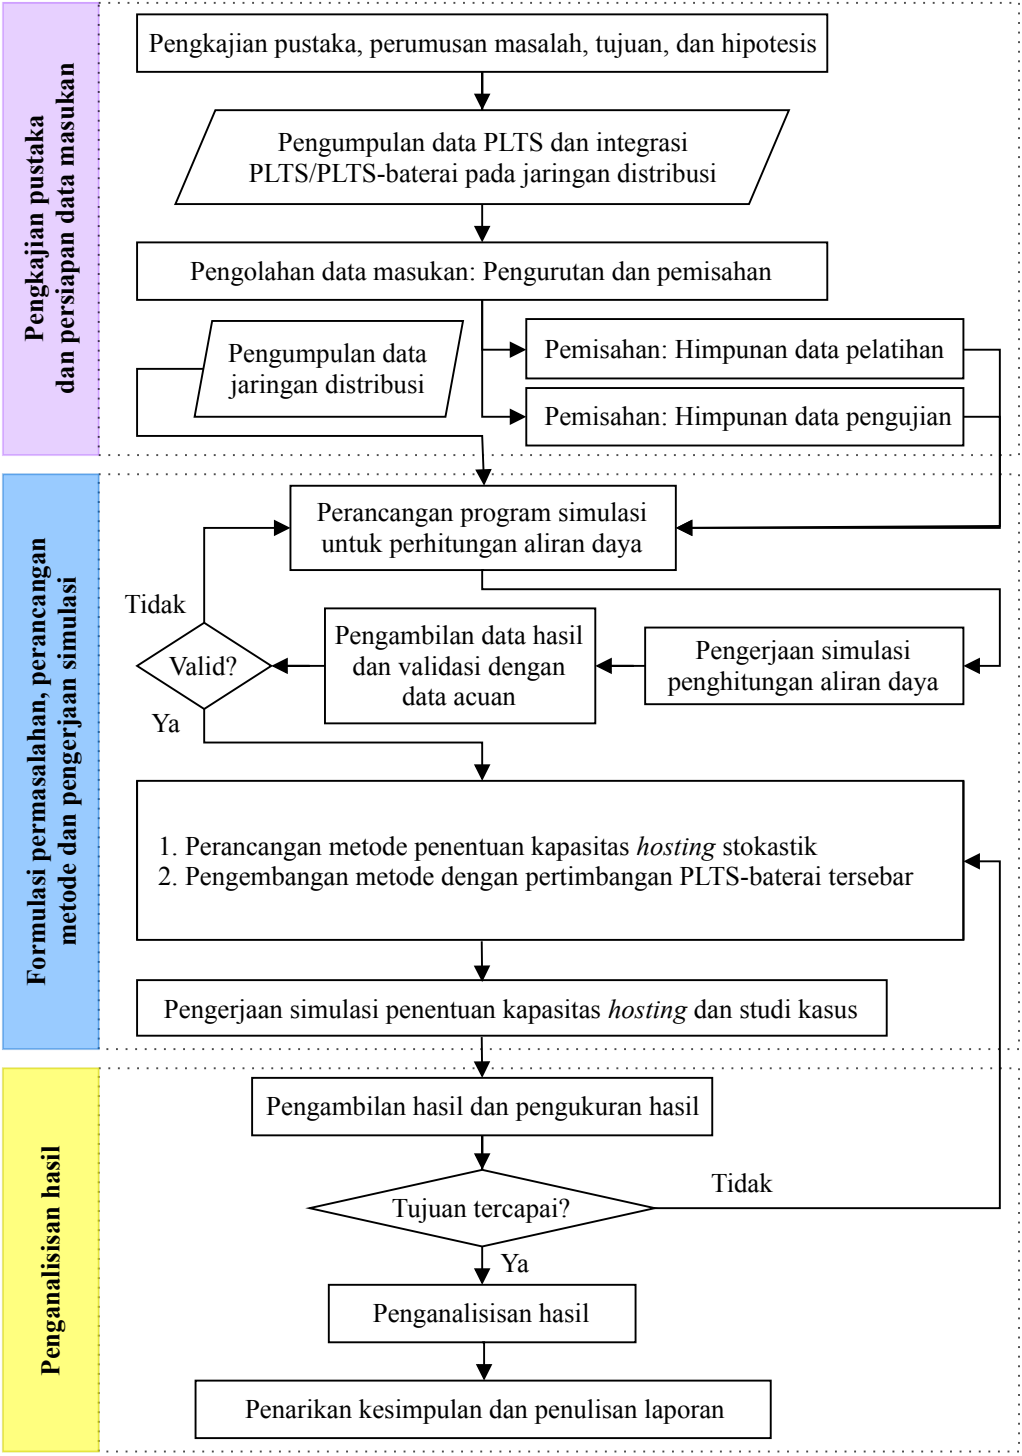 Pengkajian pustaka
dan persiapan data masukan
Pengkajian pustaka, perumusan masalah, tujuan, dan hipotesis
Pengumpulan data PLTS dan integrasi
PLTS/PLTS-baterai pada jaringan distribusi
Pengolahan data masukan: Pengurutan dan pemisahan
Pengumpulan data
jaringan distribusi
Pemisahan: Himpunan data pelatihan
Pemisahan: Himpunan data pengujian
Formulasi permasalahan, perancangan
metode dan pengerjaan simulasi
Perancangan program simulasi
untuk perhitungan aliran daya
Tidak
Valid?
Ya
Pengambilan data hasil
dan validasi dengan
data acuan
Pengerjaan simulasi
penghitungan aliran daya
1. Perancangan metode penentuan kapasitas hosting stokastik
2. Pengembangan metode dengan pertimbangan PLTS-baterai tersebar
Pengerjaan simulasi penentuan kapasitas hosting dan studi kasus
Penganalisisan hasil
Pengambilan hasil dan pengukuran hasil
Tujuan tercapai?
Tidak
Ya
Penganalisisan hasil
Penarikan kesimpulan dan penulisan laporan